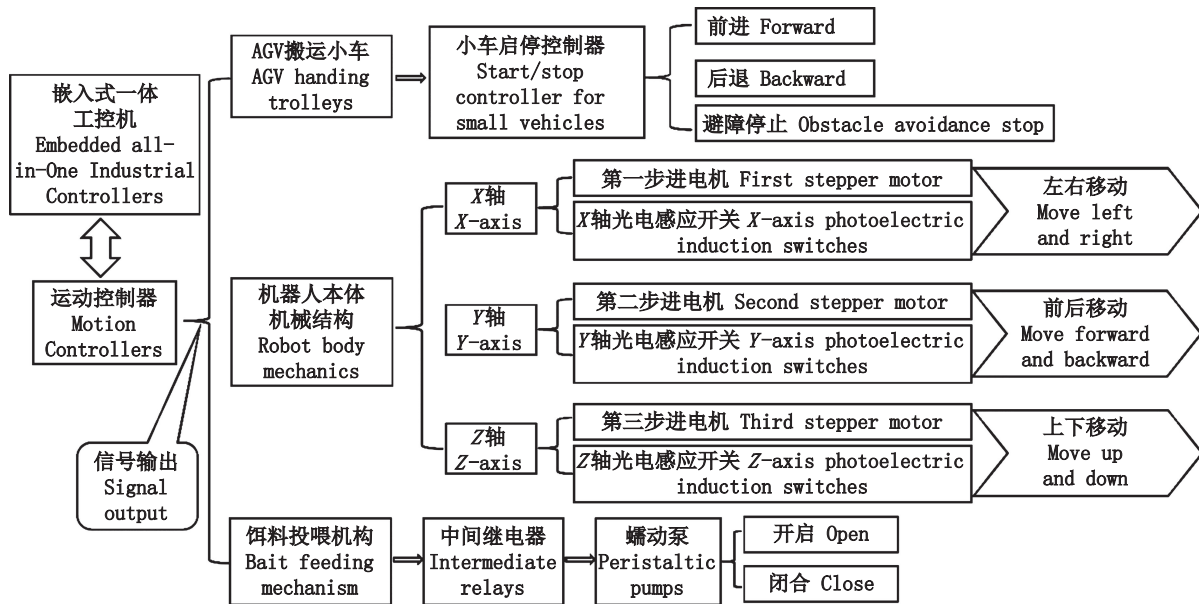 嵌入式一体
工控机
Embedded all-
in-One Industrial
Controllers
运动控制器
Motion
Controllers
信号输出
Signal
output
AGV搬运小车
AGV handing
trolleys
小车启停控制器
Start/stop
controller for
small vehicles
前进 Forward
后退 Backward
避障停止 Obstacle avoidance stop
机器人本体
机械结构
Robot body
mechanics
X轴
X-axis
第一步进电机 First stepper motor
X轴光电感应开关 X-axis photoelectric
induction switches
左右移动
Move left
and right
Y轴
Y-axis
第二步进电机 Second stepper motor
Y轴光电感应开关 Y-axis photoelectric
induction switches
前后移动
Move forward
and backward
Z轴
Z-axis
第三步进电机 Third stepper motor
Z轴光电感应开关 Z-axis photoelectric
induction switches
上下移动
Move up
and down
饵料投喂机构
Bait feeding
mechanism
中间继电器
Intermediate
relays
蠕动泵
Peristaltic
pumps
开启 Open
闭合 Close